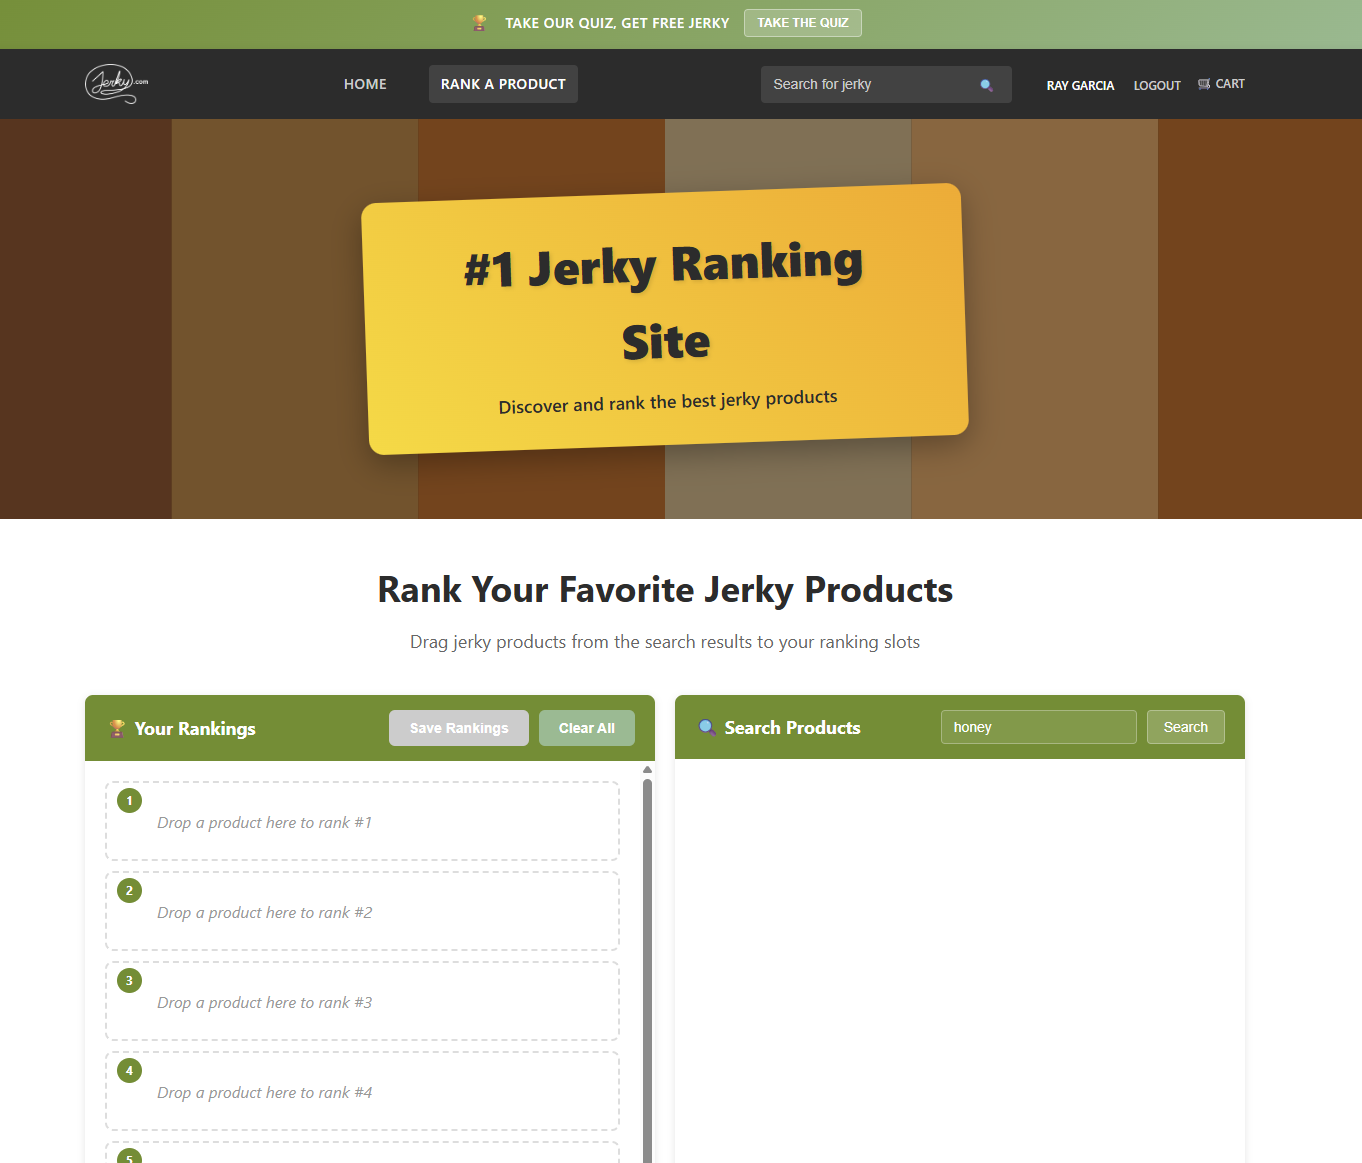 TAKE OUR QUIZ, GET FREE JERKY
TAKE THE QUIZ
Jerky.com
HOME
RANK A PRODUCT
Search for jerky
RAY GARCIA
LOGOUT
CART
#1 Jerky Ranking
Site
Discover and rank the best jerky products
Rank Your Favorite Jerky Products
Drag jerky products from the search results to your ranking slots
Your Rankings
Save Rankings
Clear All
1
Drop a product here to rank #1
2
Drop a product here to rank #2
3
Drop a product here to rank #3
4
Drop a product here to rank #4
5
Search Products
honey
Search